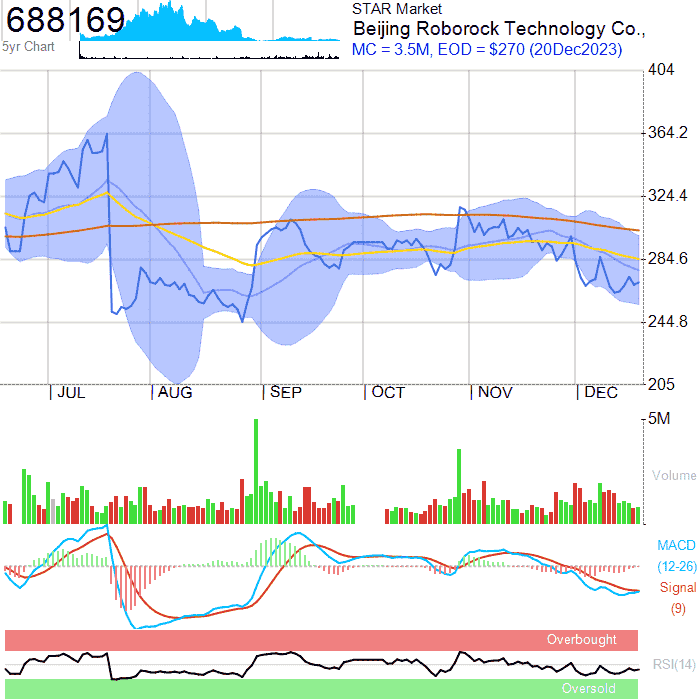 688169
STAR Market
Beijing Roborock Technology Co.,
5yr Chart
MC = 3.5M, EOD = $270 (20Dec2023)
404
364.2
324.4
284.6
244.8
205
JUL
AUG
SEP
OCT
NOV
DEC
5M
Volume
MACD
(12-26)
Signal
(9)
Overbought
RSI(14)
Oversold